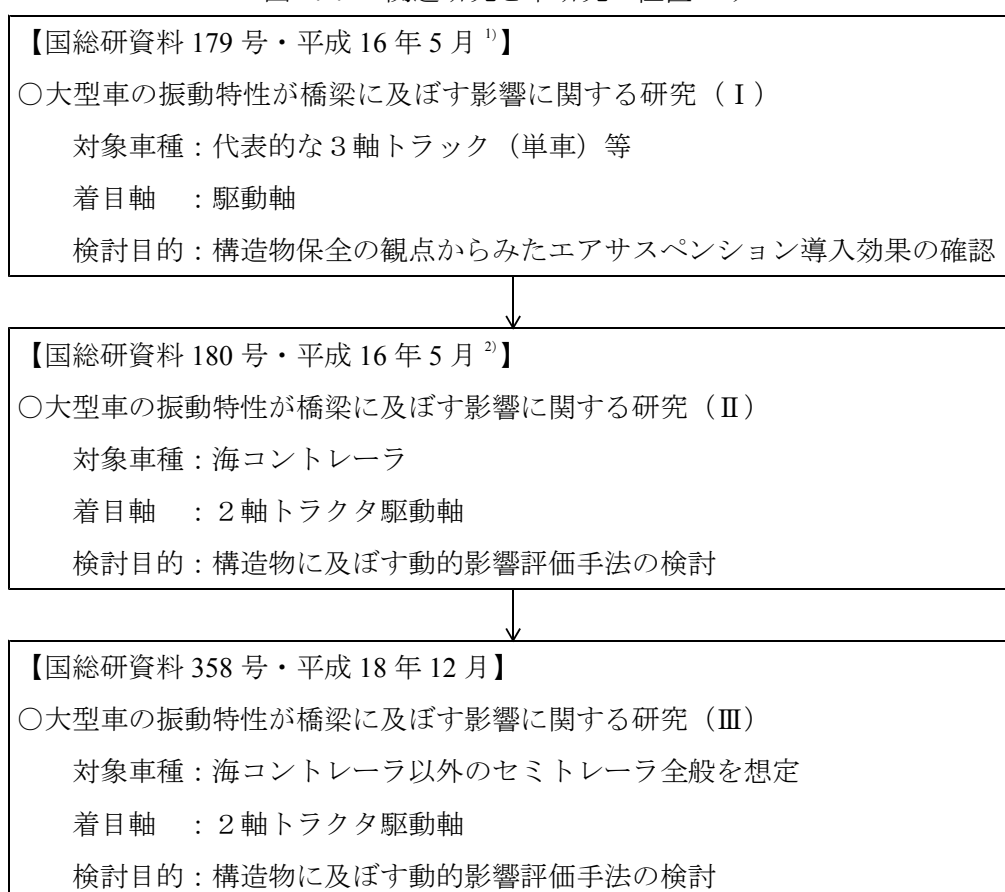 【国総研資料 179 号・平成 16 年 5 月 1)】
○大型車の振動特性が橋梁に及ぼす影響に関する研究（Ⅰ）
対象車種：代表的な３軸トラック（単車）等
着目軸　：駆動軸
検討目的：構造物保全の観点からみたエアサスペンション導入効果の確認
【国総研資料 180 号・平成 16 年 5 月 2)】
○大型車の振動特性が橋梁に及ぼす影響に関する研究（Ⅱ）
対象車種：海コントレーラ
着目軸　：２軸トラクタ駆動軸
検討目的：構造物に及ぼす動的影響評価手法の検討
【国総研資料 358 号・平成 18 年 12 月】
○大型車の振動特性が橋梁に及ぼす影響に関する研究（Ⅲ）
対象車種：海コントレーラ以外のセミトレーラ全般を想定
着目軸　：２軸トラクタ駆動軸
検討目的：構造物に及ぼす動的影響評価手法の検討